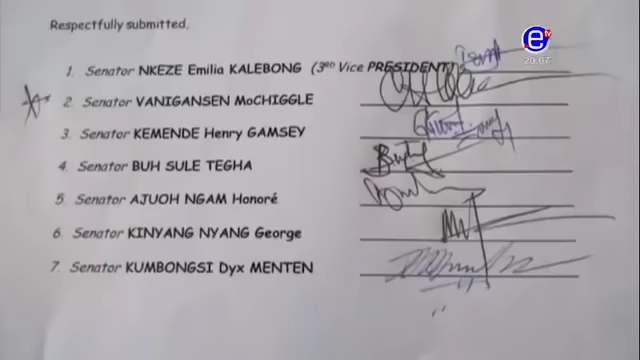 Respectfully submitted,
e tv
20:07
1. Senator NKEZE Emilia KALEBONG (3RD Vice PRESIDENT)
2. Senator VANIGANSEN MoCHIGGLE
3. Senator KEMENDE Henry GAMSEY
4. Senator BUH SULE TEGHA
5. Senator AJUOH NGAM Honoré
6. Senator KINYANG NYANG George
7. Senator KUMBONGSI Dyx MENTEN